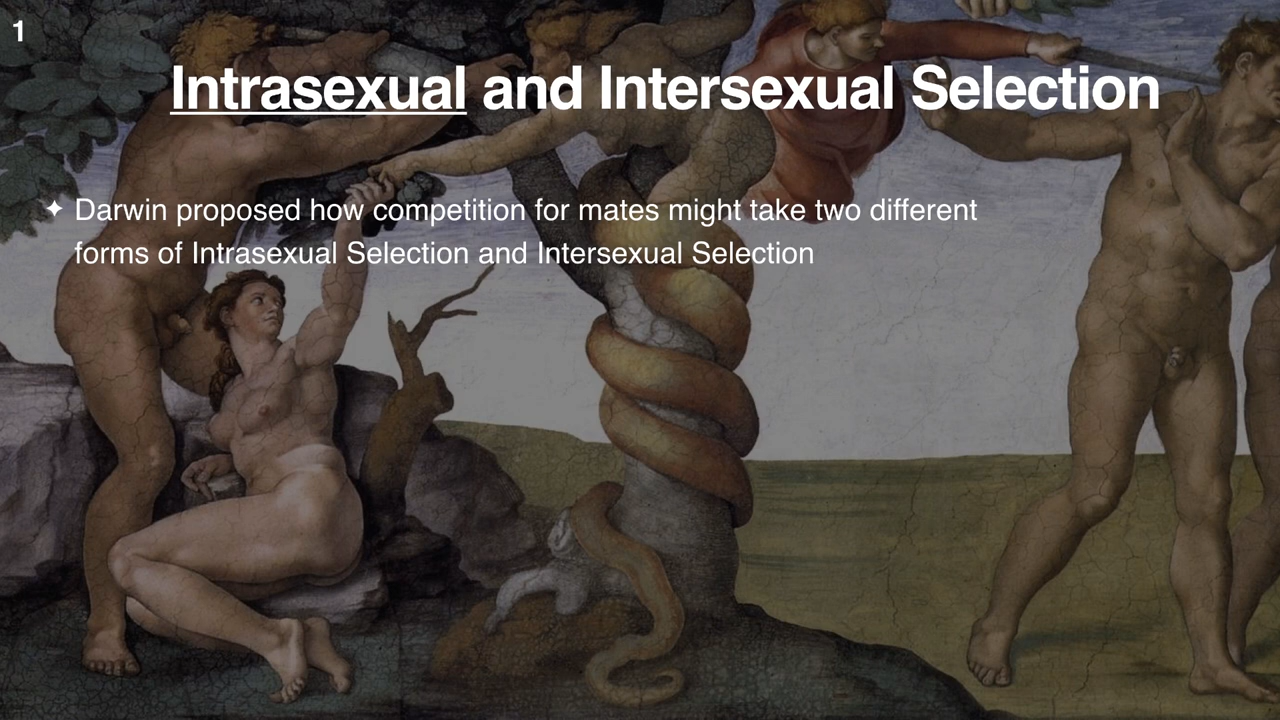 1
Intrasexual and Intersexual Selection
✦ Darwin proposed how competition for mates might take two different
forms of Intrasexual Selection and Intersexual Selection